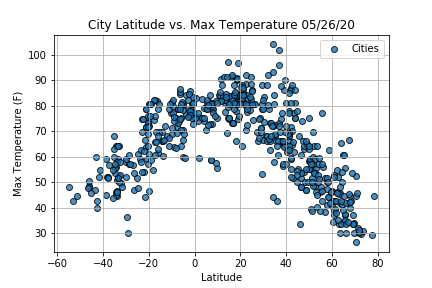 City Latitude vs. Max Temperature 05/26/20
Cities
Max Temperature (F)
100
90
80
70
60
50
40
30
−60 −40 −20 0 20 40 60 80
Latitude